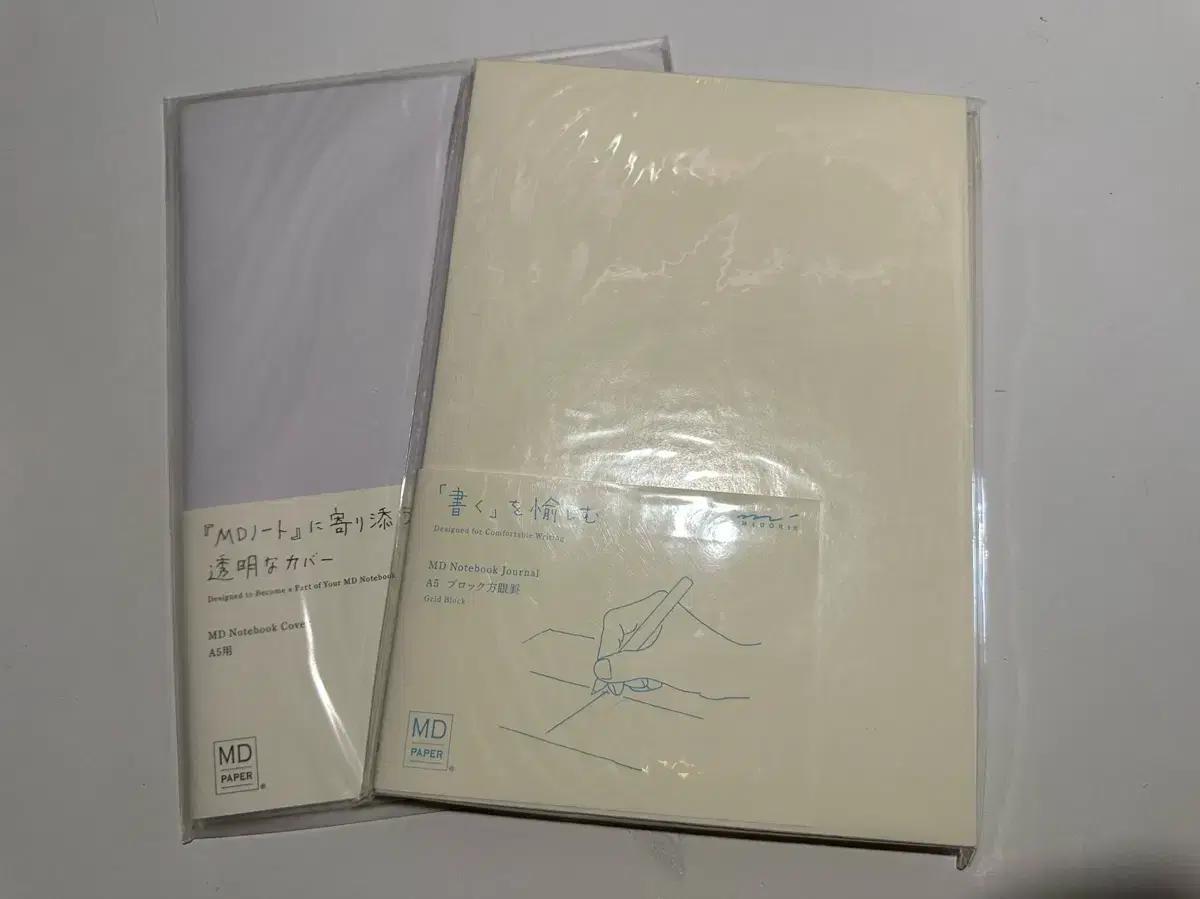 『MDノート』に寄り添う
透明なカバー
Designed to Become a Part of Your MD Notebook
MD Notebook Cover
A5用
MD
PAPER
®
「書く」を愉しむ
Designed for Comfortable Writing
MIDORI
MD Notebook Journal
A5 ブロック方眼罫
Grid Block
MD
PAPER
®